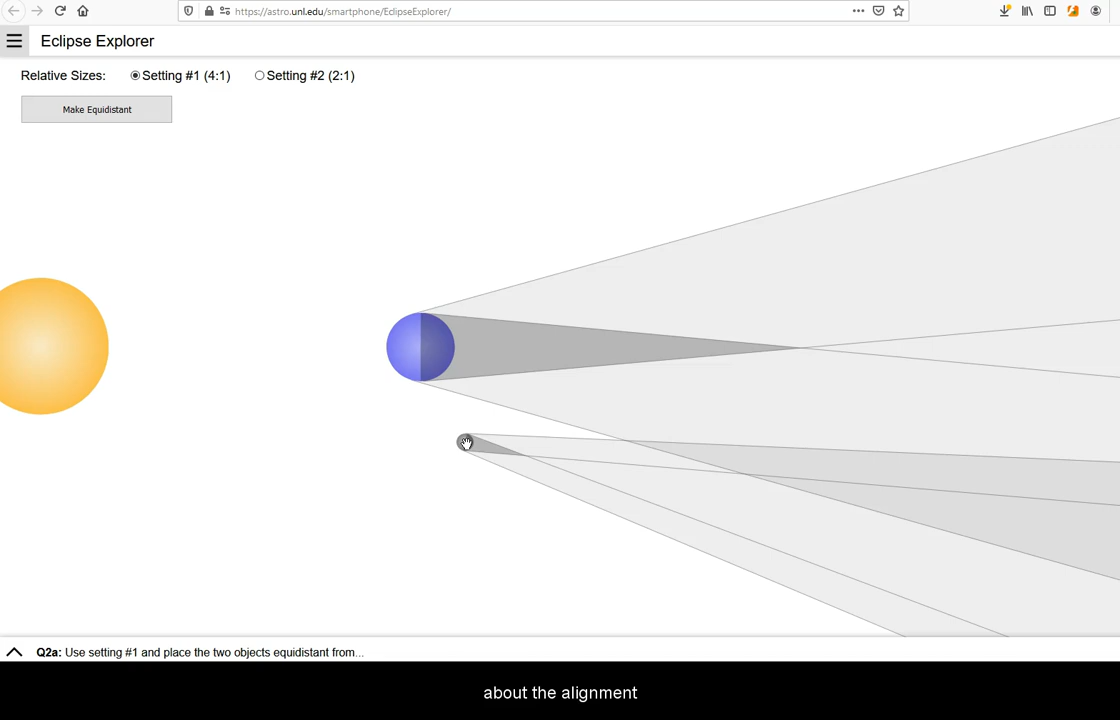 https://astro.unl.edu/smartphone/EclipseExplorer/
Eclipse Explorer
Relative Sizes: Setting #1 (4:1) Setting #2 (2:1)
Make Equidistant
Q2a: Use setting #1 and place the two objects equidistant from...
about the alignment